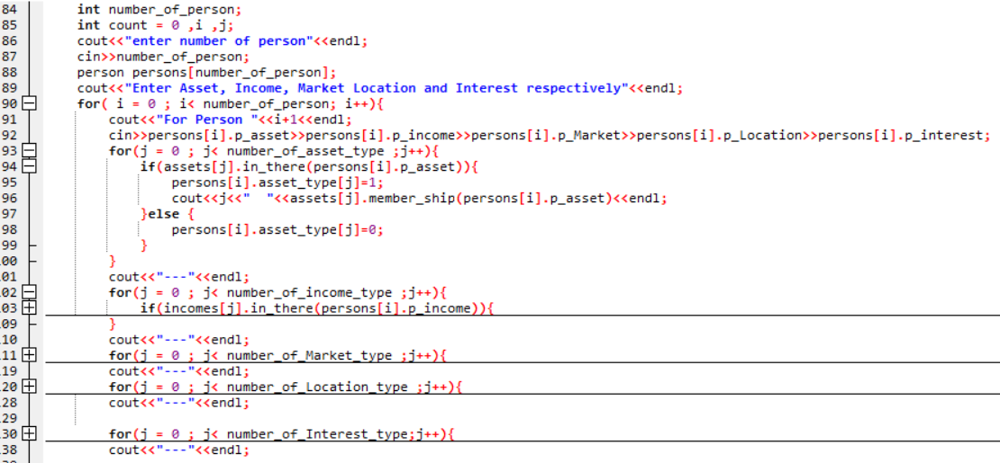 84 int number_of_person;
85 int count = 0 ,i ,j;
86 cout<<"enter number of person"<<endl;
87 cin>>number_of_person;
88 person persons[number_of_person];
89 cout<<"Enter Asset, Income, Market Location and Interest respectively"<<endl;
90 for( i = 0 ; i< number_of_person; i++){
91 cout<<"For Person "<<i+1<<endl;
92 cin>>persons[i].p_asset>>persons[i].p_income>>persons[i].p_Market>>persons[i].p_Location>>persons[i].p_interest;
93 for(j = 0 ; j< number_of_asset_type ;j++){
94 if(assets[j].in_there(persons[i].p_asset)){
95 persons[i].asset_type[j]=1;
96 cout<<j<<"  "<<assets[j].member_ship(persons[i].p_asset)<<endl;
97 }else {
98 persons[i].asset_type[j]=0;
99 }
00 }
01 cout<<"---"<<endl;
02 for(j = 0 ; j< number_of_income_type ;j++){
03 if(incomes[j].in_there(persons[i].p_income)){
09 }
10 cout<<"---"<<endl;
11 for(j = 0 ; j< number_of_Market_type ;j++){
19 cout<<"---"<<endl;
20 for(j = 0 ; j< number_of_Location_type ;j++){
28 cout<<"---"<<endl;
29
30 for(j = 0 ; j< number_of_Interest_type;j++){
38 cout<<"---"<<endl;